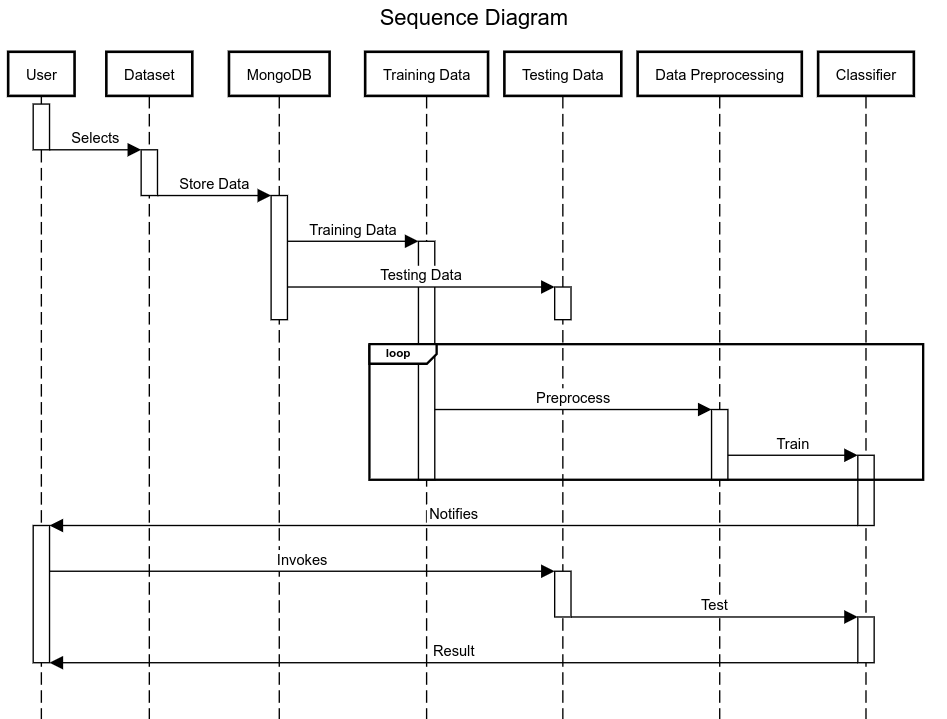 Sequence Diagram
User
Dataset
MongoDB
Training Data
Testing Data
Data Preprocessing
Classifier
Selects
Store Data
Training Data
Testing Data
loop
Preprocess
Train
Notifies
Invokes
Test
Result